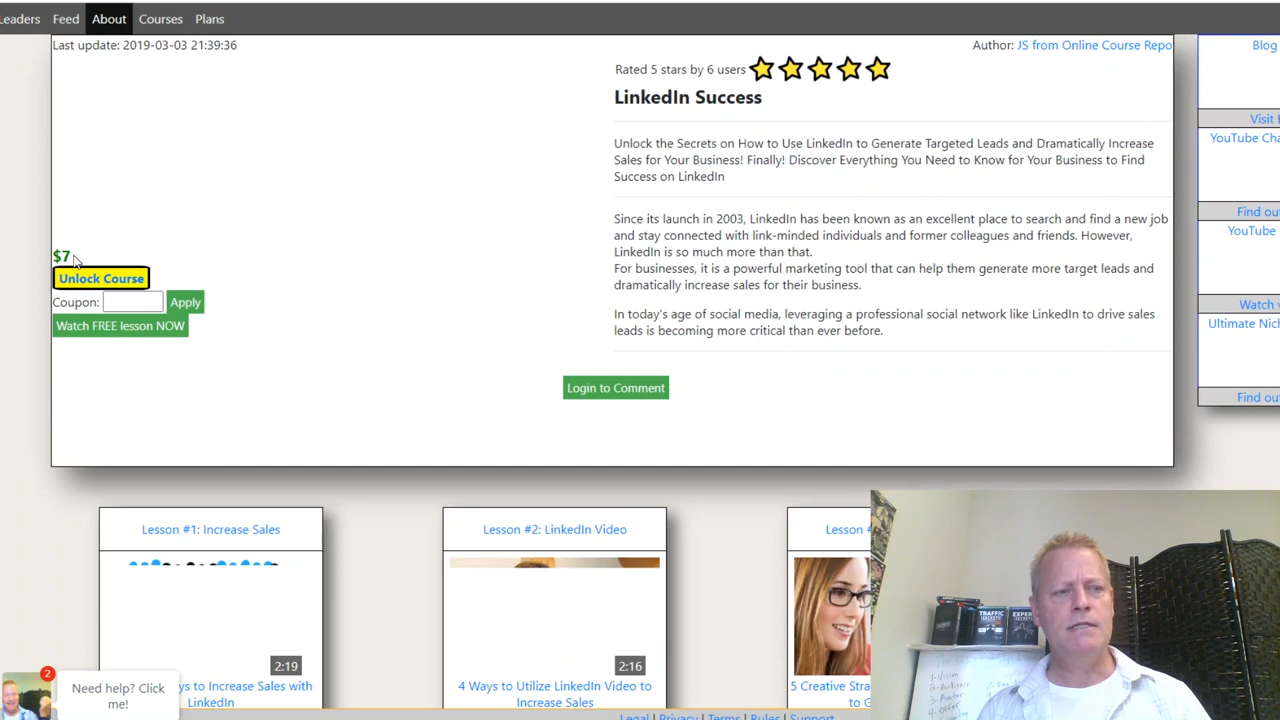 Leaders Feed About Courses Plans
Last update: 2019-03-03 21:39:36
Author: JS from Online Course Repo
Rated 5 stars by 6 users
LinkedIn Success
Unlock the Secrets on How to Use LinkedIn to Generate Targeted Leads and Dramatically Increase
Sales for Your Business! Finally! Discover Everything You Need to Know for Your Business to Find
Success on LinkedIn
Since its launch in 2003, LinkedIn has been known as an excellent place to search and find a new job
and stay connected with link-minded individuals and former colleagues and friends. However,
LinkedIn is so much more than that.
For businesses, it is a powerful marketing tool that can help them generate more target leads and
dramatically increase sales for their business.
In today's age of social media, leveraging a professional social network like LinkedIn to drive sales
leads is becoming more critical than ever before.
$7
Unlock Course
Coupon: Apply
Watch FREE lesson NOW
Login to Comment
Blog
Visit
YouTube Cha
Find ou
YouTube
Watch
Ultimate Nic
Find ou
Lesson #1: Increase Sales
2:19
ys to Increase Sales with
LinkedIn
Lesson #2: LinkedIn Video
2:16
4 Ways to Utilize LinkedIn Video to
Increase Sales
Lesson #
5 Creative Stra
to G
2
Need help? Click
me!
Legal | Privacy | Terms | Rules | Support
TRAFFIC
SECRETS
EXPERT
SECRETS